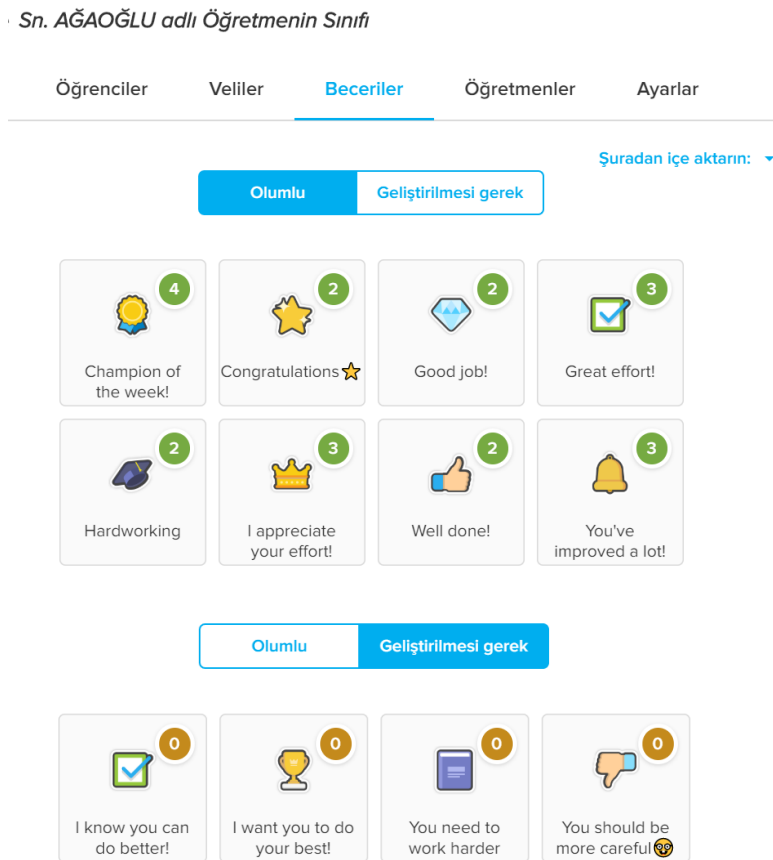 Sn. AĞAOĞLU adlı Öğretmenin Sınıfı
Öğrenciler Veliler Beceriler Öğretmenler Ayarlar
Şuradan içe aktarın:
Olumlu Geliştirilmesi gerek
4 2 2 3
Champion of Congratulations Good job! Great effort!
the week!
2 3 2 3
Hardworking I appreciate Well done! You've
your effort! improved a lot!
Olumlu Geliştirilmesi gerek
0 0 0 0
I know you can I want you to do You need to You should be
do better! your best! work harder more careful